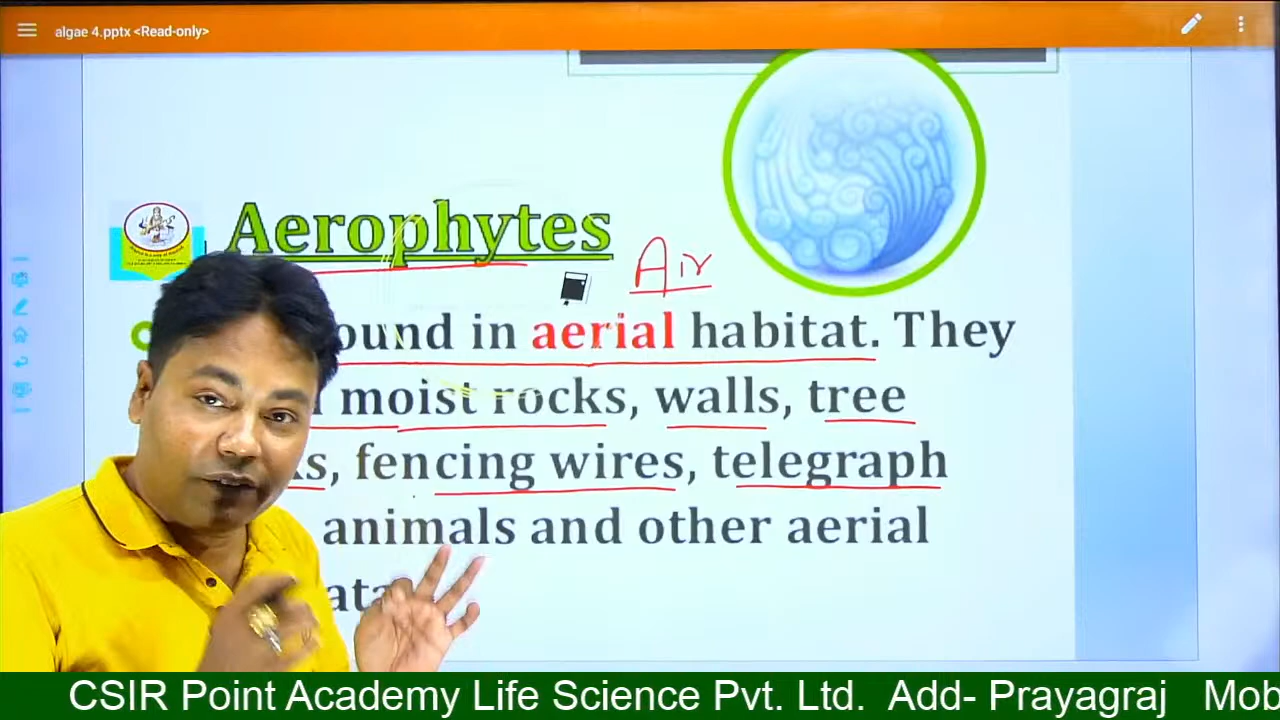 algae 4.pptx <Read-only>
Aerophytes
Air
in aerial habitat. They
moist rocks, walls, tree
fencing wires, telegraph
animals and other aerial
CSIR Point Academy Life Science Pvt. Ltd. Add- Prayagraj Mob